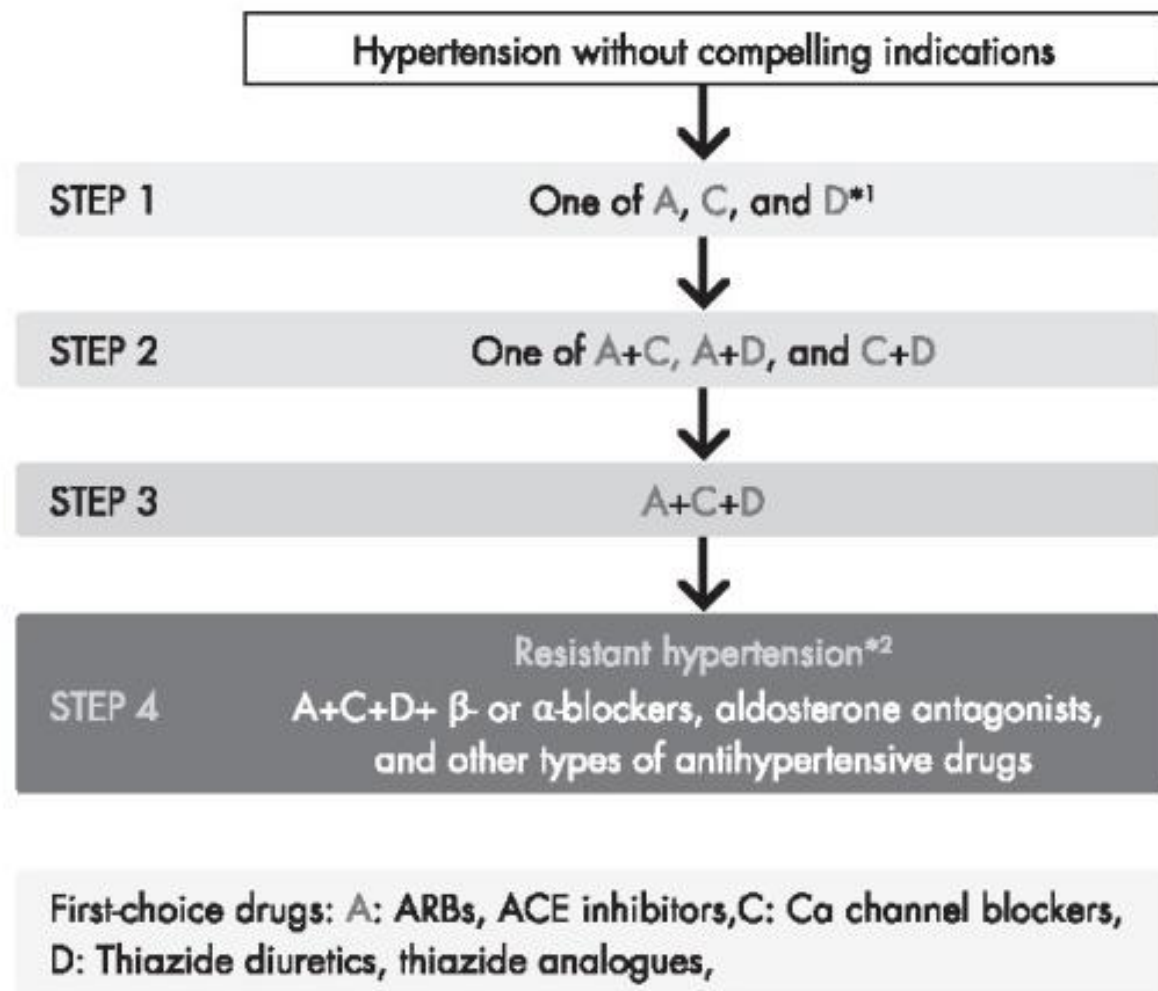 Hypertension without compelling indications
STEP 1
One of A, C, and D*1
STEP 2
One of A+C, A+D, and C+D
STEP 3
A+C+D
Resistant hypertension*2
STEP 4
A+C+D+ β- or α-blockers, aldosterone antagonists,
and other types of antihypertensive drugs
First-choice drugs: A: ARBs, ACE inhibitors,C: Ca channel blockers,
D: Thiazide diuretics, thiazide analogues,